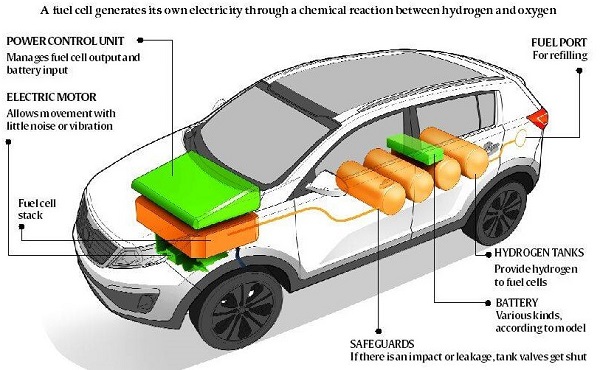 A fuel cell generates its own electricity through a chemical reaction between hydrogen and oxygen
POWER CONTROL UNIT
Manages fuel cell output and
battery input
ELECTRIC MOTOR
Allows movement with
little noise or vibration
Fuel cell
stack
FUEL PORT
For refilling
HYDROGEN TANKS
Provide hydrogen
to fuel cells
BATTERY
Various kinds,
according to model
SAFEGUARDS
If there is an impact or leakage, tank valves get shut